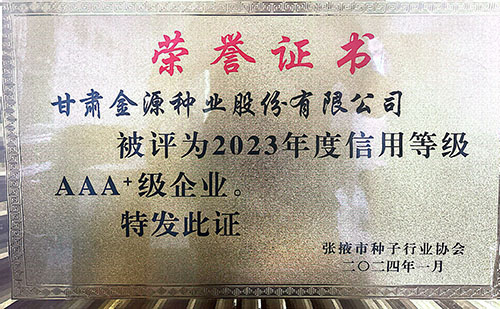 荣誉证书
甘肃金源种业股份有限公司
被评为2023年度信用等级
AAA⁺级企业。
特发此证
张掖市种子行业协会
二〇二四年一月